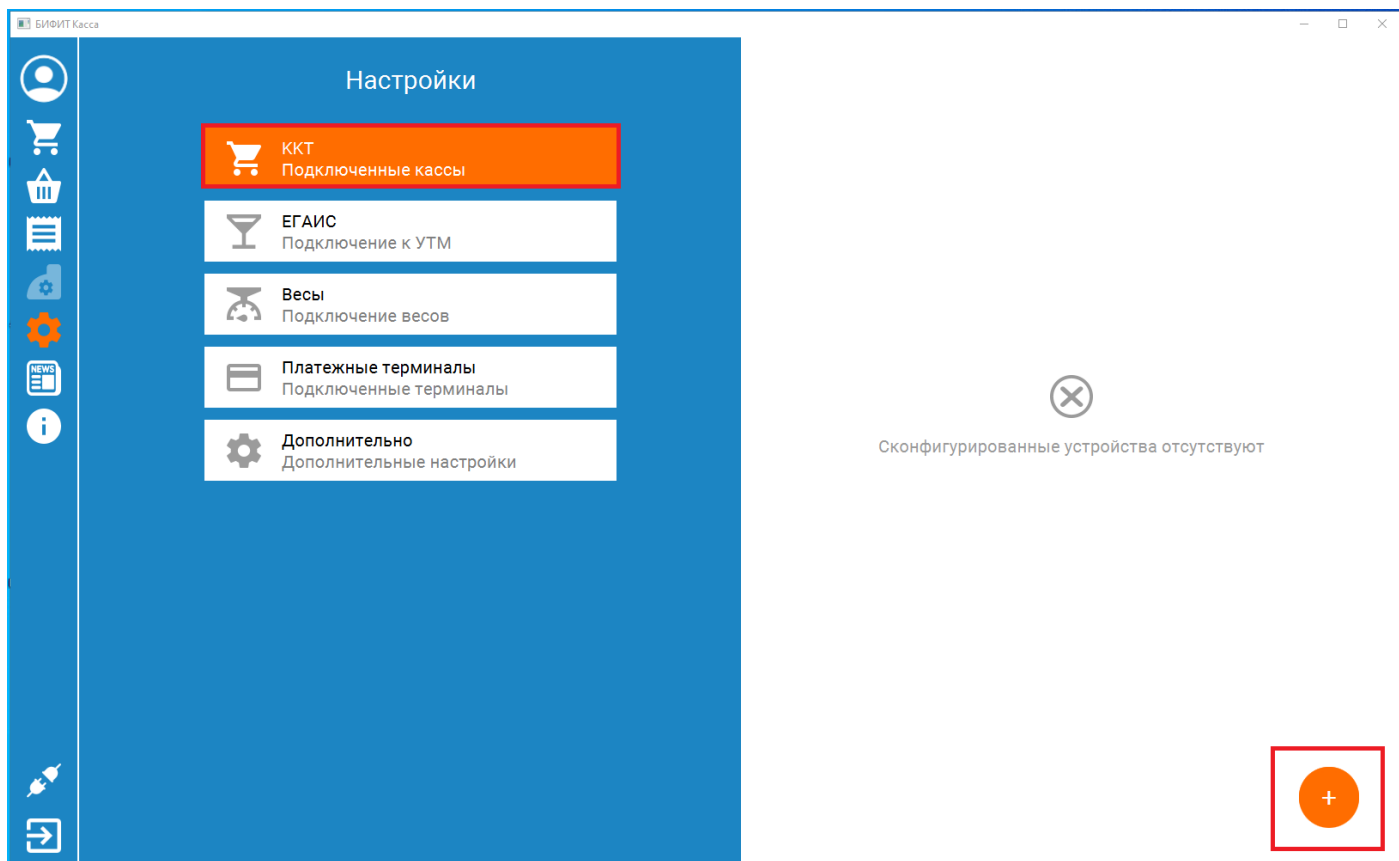 БИФИТ Касса
Настройки
ККТ
Подключенные кассы
ЕГАИС
Подключение к УТМ
Весы
Подключение весов
Платежные терминалы
Подключенные терминалы
Дополнительно
Дополнительные настройки
NEWS
i
Сконфигурированные устройства отсутствуют
+